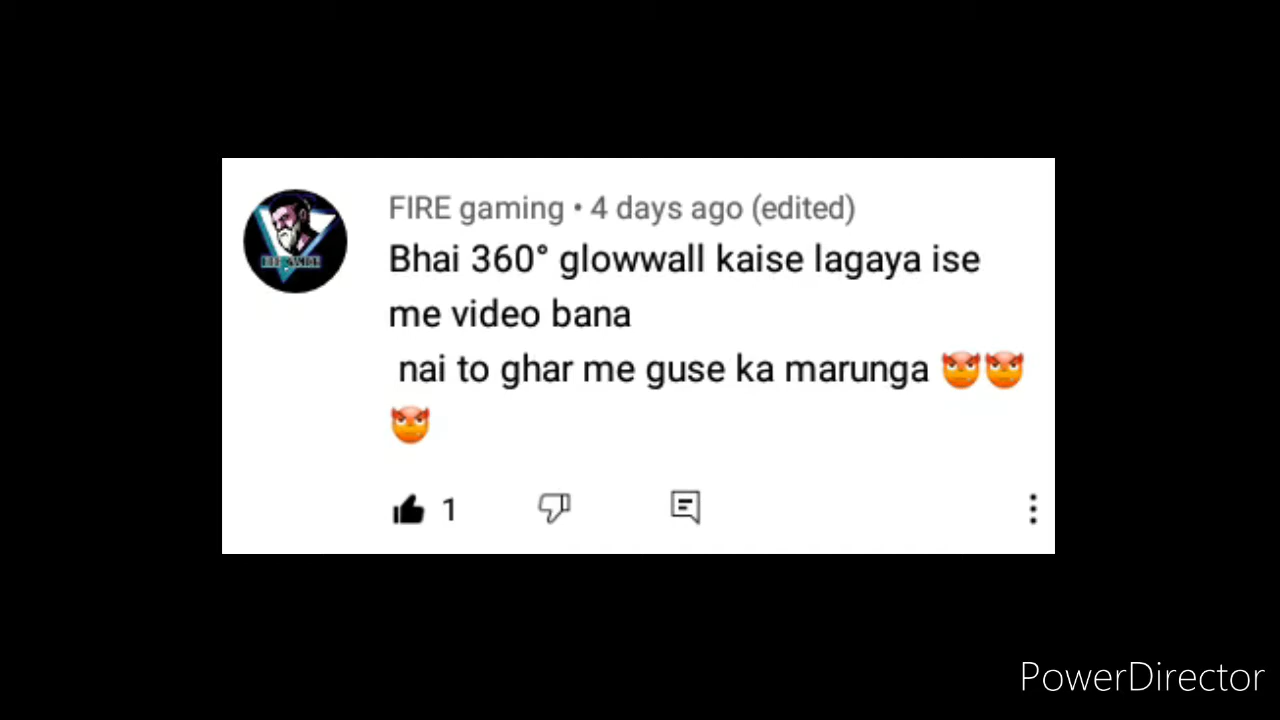 FIRE gaming • 4 days ago (edited)
Bhai 360° glowwall kaise lagaya ise
me video bana
nai to ghar me guse ka marunga 😈😈
😈
1
PowerDirector